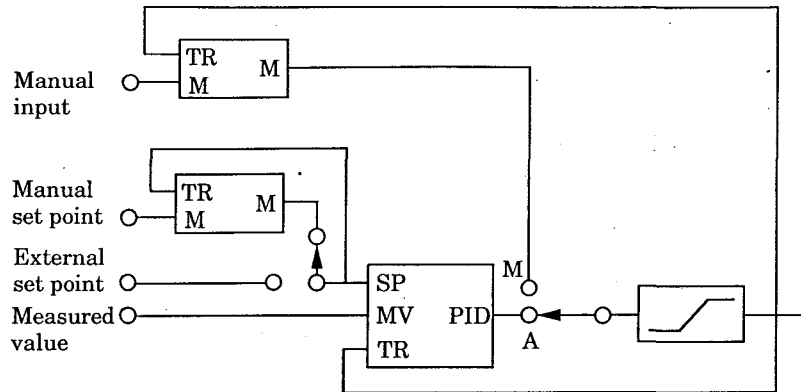 TR
M
M
Manual
input
TR
M
M
Manual
set point
External
set point
Measured
value
SP
MV
TR
PID
M
A